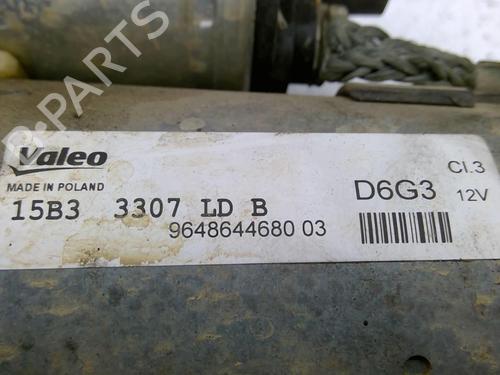 Valeo
MADE IN POLAND
15B3 3307 LD B
9648644680 03
D6G3
Cl.3
12V
B-PARTS